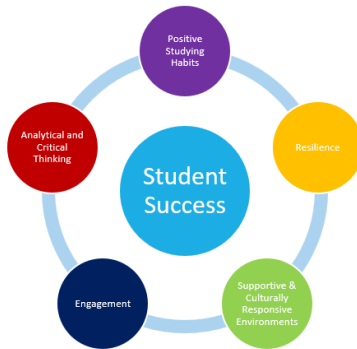 Positive
Studying
Habits
Analytical and
Critical
Thinking
Resilience
Student
Success
Engagement
Supportive &
Culturally
Responsive
Environments